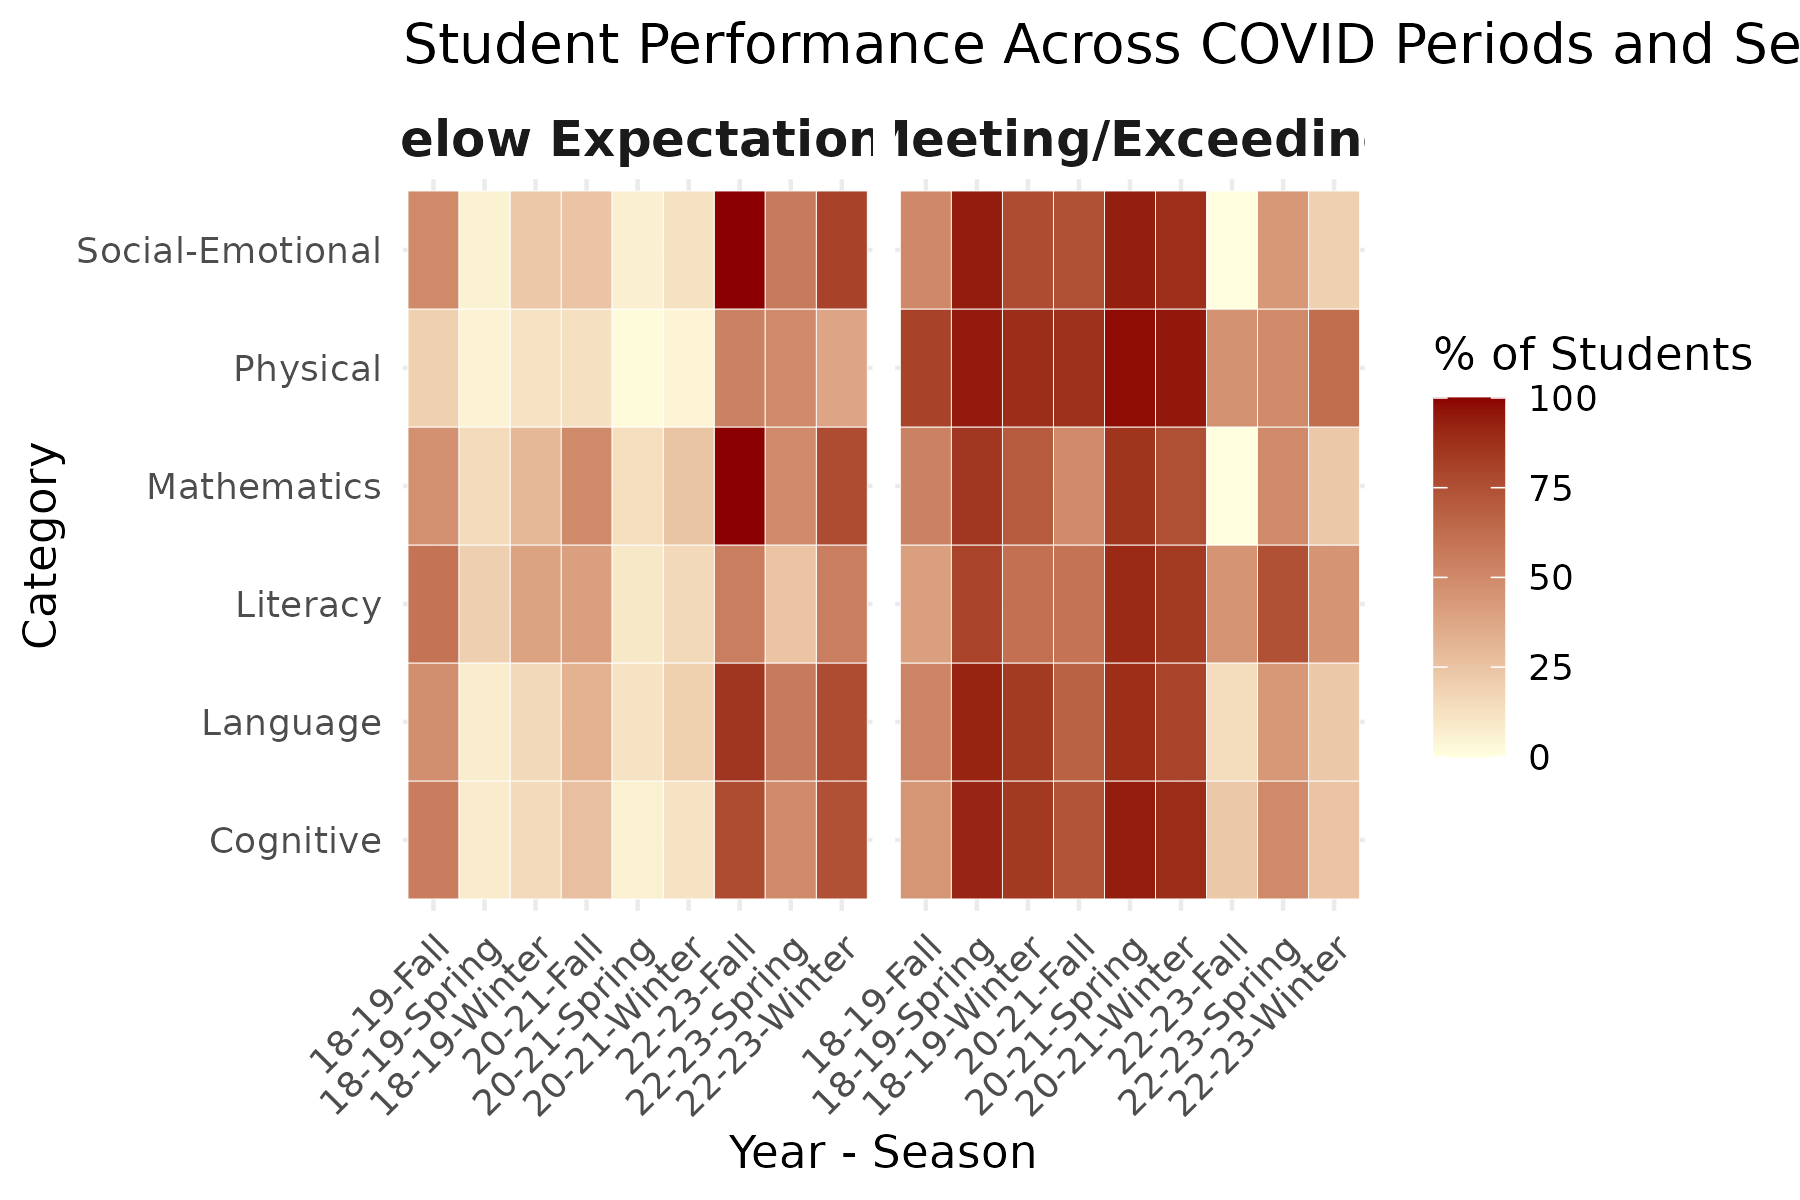 Student Performance Across COVID Periods and Se
elow Expectation
Meeting/Exceeding
Category
Social-Emotional
Physical
Mathematics
Literacy
Language
Cognitive
% of Students
100
75
50
25
0
18-19-Fall
18-19-Spring
18-19-Winter
20-21-Fall
20-21-Spring
20-21-Winter
22-23-Fall
22-23-Spring
22-23-Winter
18-19-Fall
18-19-Spring
18-19-Winter
20-21-Fall
20-21-Spring
20-21-Winter
22-23-Fall
22-23-Spring
22-23-Winter
Year - Season